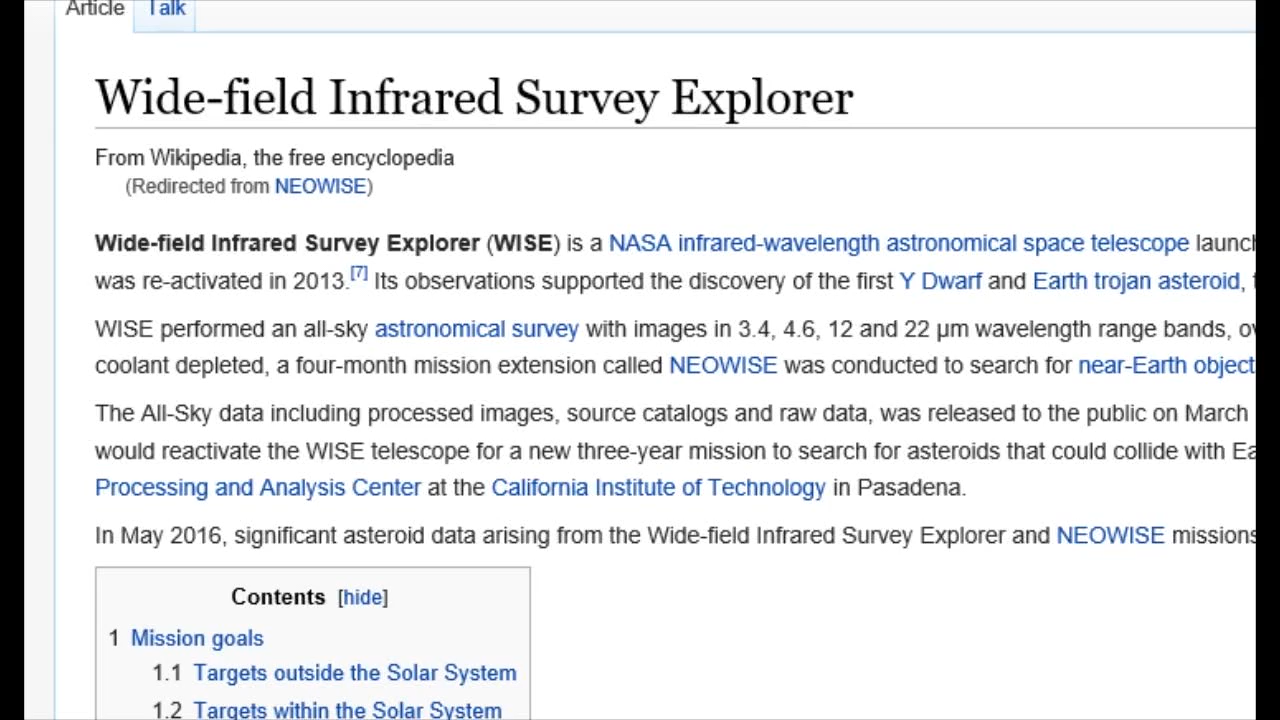 Article Talk
Wide-field Infrared Survey Explorer
From Wikipedia, the free encyclopedia
(Redirected from NEOWISE)
Wide-field Infrared Survey Explorer (WISE) is a NASA infrared-wavelength astronomical space telescope
was re-activated in 2013.[7] Its observations supported the discovery of the first Y Dwarf and Earth trojan asteroid,
WISE performed an all-sky astronomical survey with images in 3.4, 4.6, 12 and 22 μm wavelength range bands,
coolant depleted, a four-month mission extension called NEOWISE was conducted to search for near-Earth object
The All-Sky data including processed images, source catalogs and raw data, was released to the public on March
would reactivate the WISE telescope for a new three-year mission to search for asteroids that could collide with
Processing and Analysis Center at the California Institute of Technology in Pasadena.
In May 2016, significant asteroid data arising from the Wide-field Infrared Survey Explorer and NEOWISE missions
Contents [hide]
1 Mission goals
1.1 Targets outside the Solar System
1.2 Targets within the Solar System